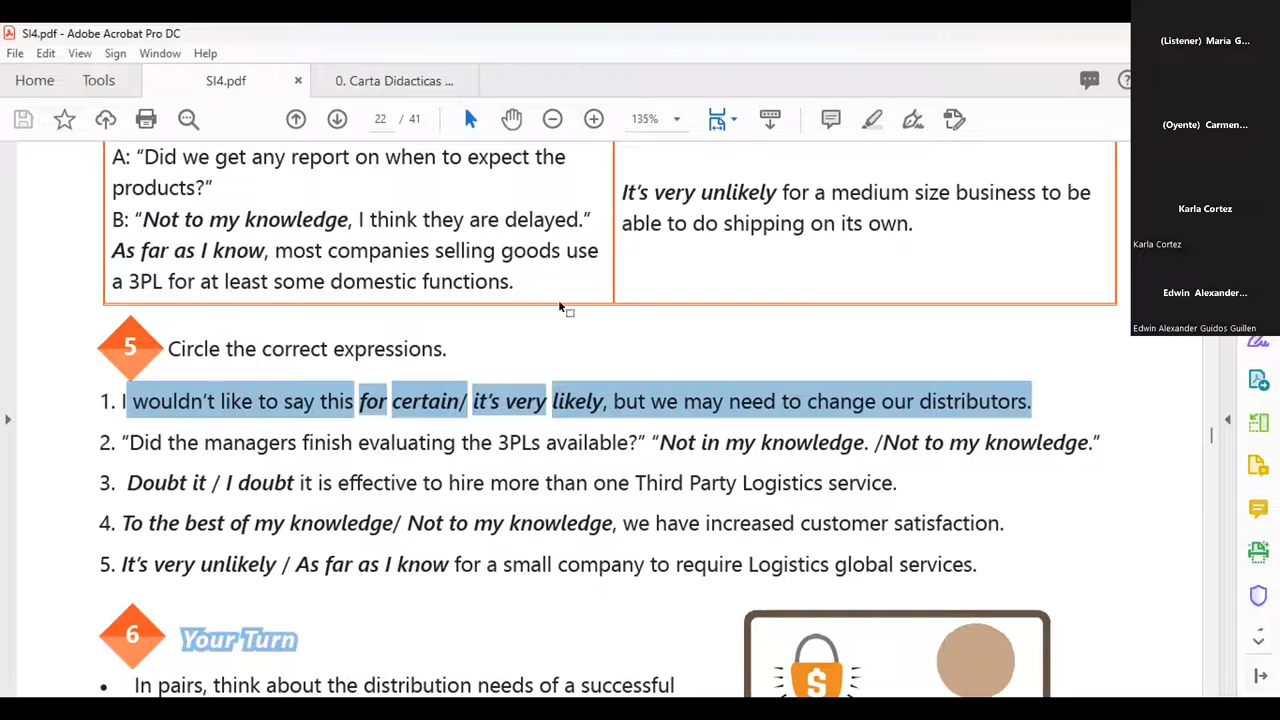 SI4.pdf - Adobe Acrobat Pro DC
File Edit View Sign Window Help
Home Tools SI4.pdf × 0. Carta Didacticas ...
22 / 41 135%
A: “Did we get any report on when to expect the
products?”
B: “Not to my knowledge, I think they are delayed.”
As far as I know, most companies selling goods use
a 3PL for at least some domestic functions.
It’s very unlikely for a medium size business to be
able to do shipping on its own.
5 Circle the correct expressions.
1. I wouldn’t like to say this for certain/ it’s very likely, but we may need to change our distributors.
2. “Did the managers finish evaluating the 3PLs available?” “Not in my knowledge. /Not to my knowledge.“
3. Doubt it / I doubt it is effective to hire more than one Third Party Logistics service.
4. To the best of my knowledge/ Not to my knowledge, we have increased customer satisfaction.
5. It’s very unlikely / As far as I know for a small company to require Logistics global services.
6 Your Turn
• In pairs, think about the distribution needs of a successful
$
(Listener) Maria G...
(Oyente) Carmen...
Karla Cortez
Karla Cortez
Edwin Alexander...
Edwin Alexander Guidos Guillen